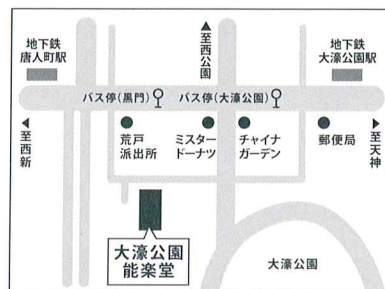 ▲至西公園
地下鉄
唐人町駅
地下鉄
大濠公園駅
バス停(黒門)
バス停(大濠公園)
◀至西新
荒戸
派出所
ミスター
ドーナツ
チャイナ
ガーデン
郵便局
▶至天神
大濠公園
能楽堂
大濠公園